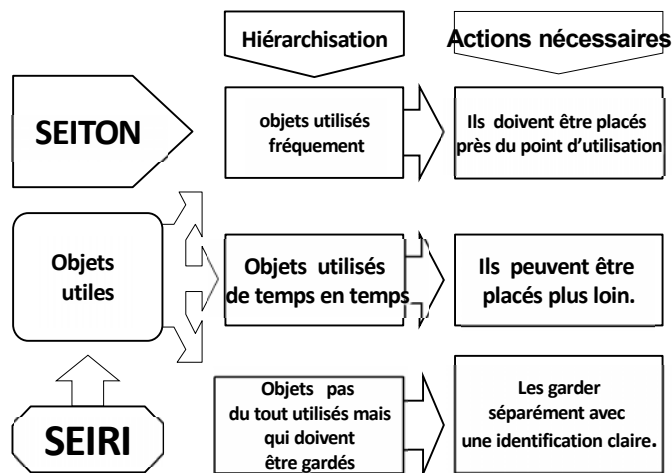 Hiérarchisation
Actions nécessaires
SEITON
objets utilisés
fréquement
Ils doivent être placés
près du point d'utilisation
Objets
utiles
Objets utilisés
de temps en temps
Ils peuvent être
placés plus loin.
SEIRI
Objets pas
du tout utilisés mais
qui doivent
être gardés
Les garder
séparément avec
une identification claire.